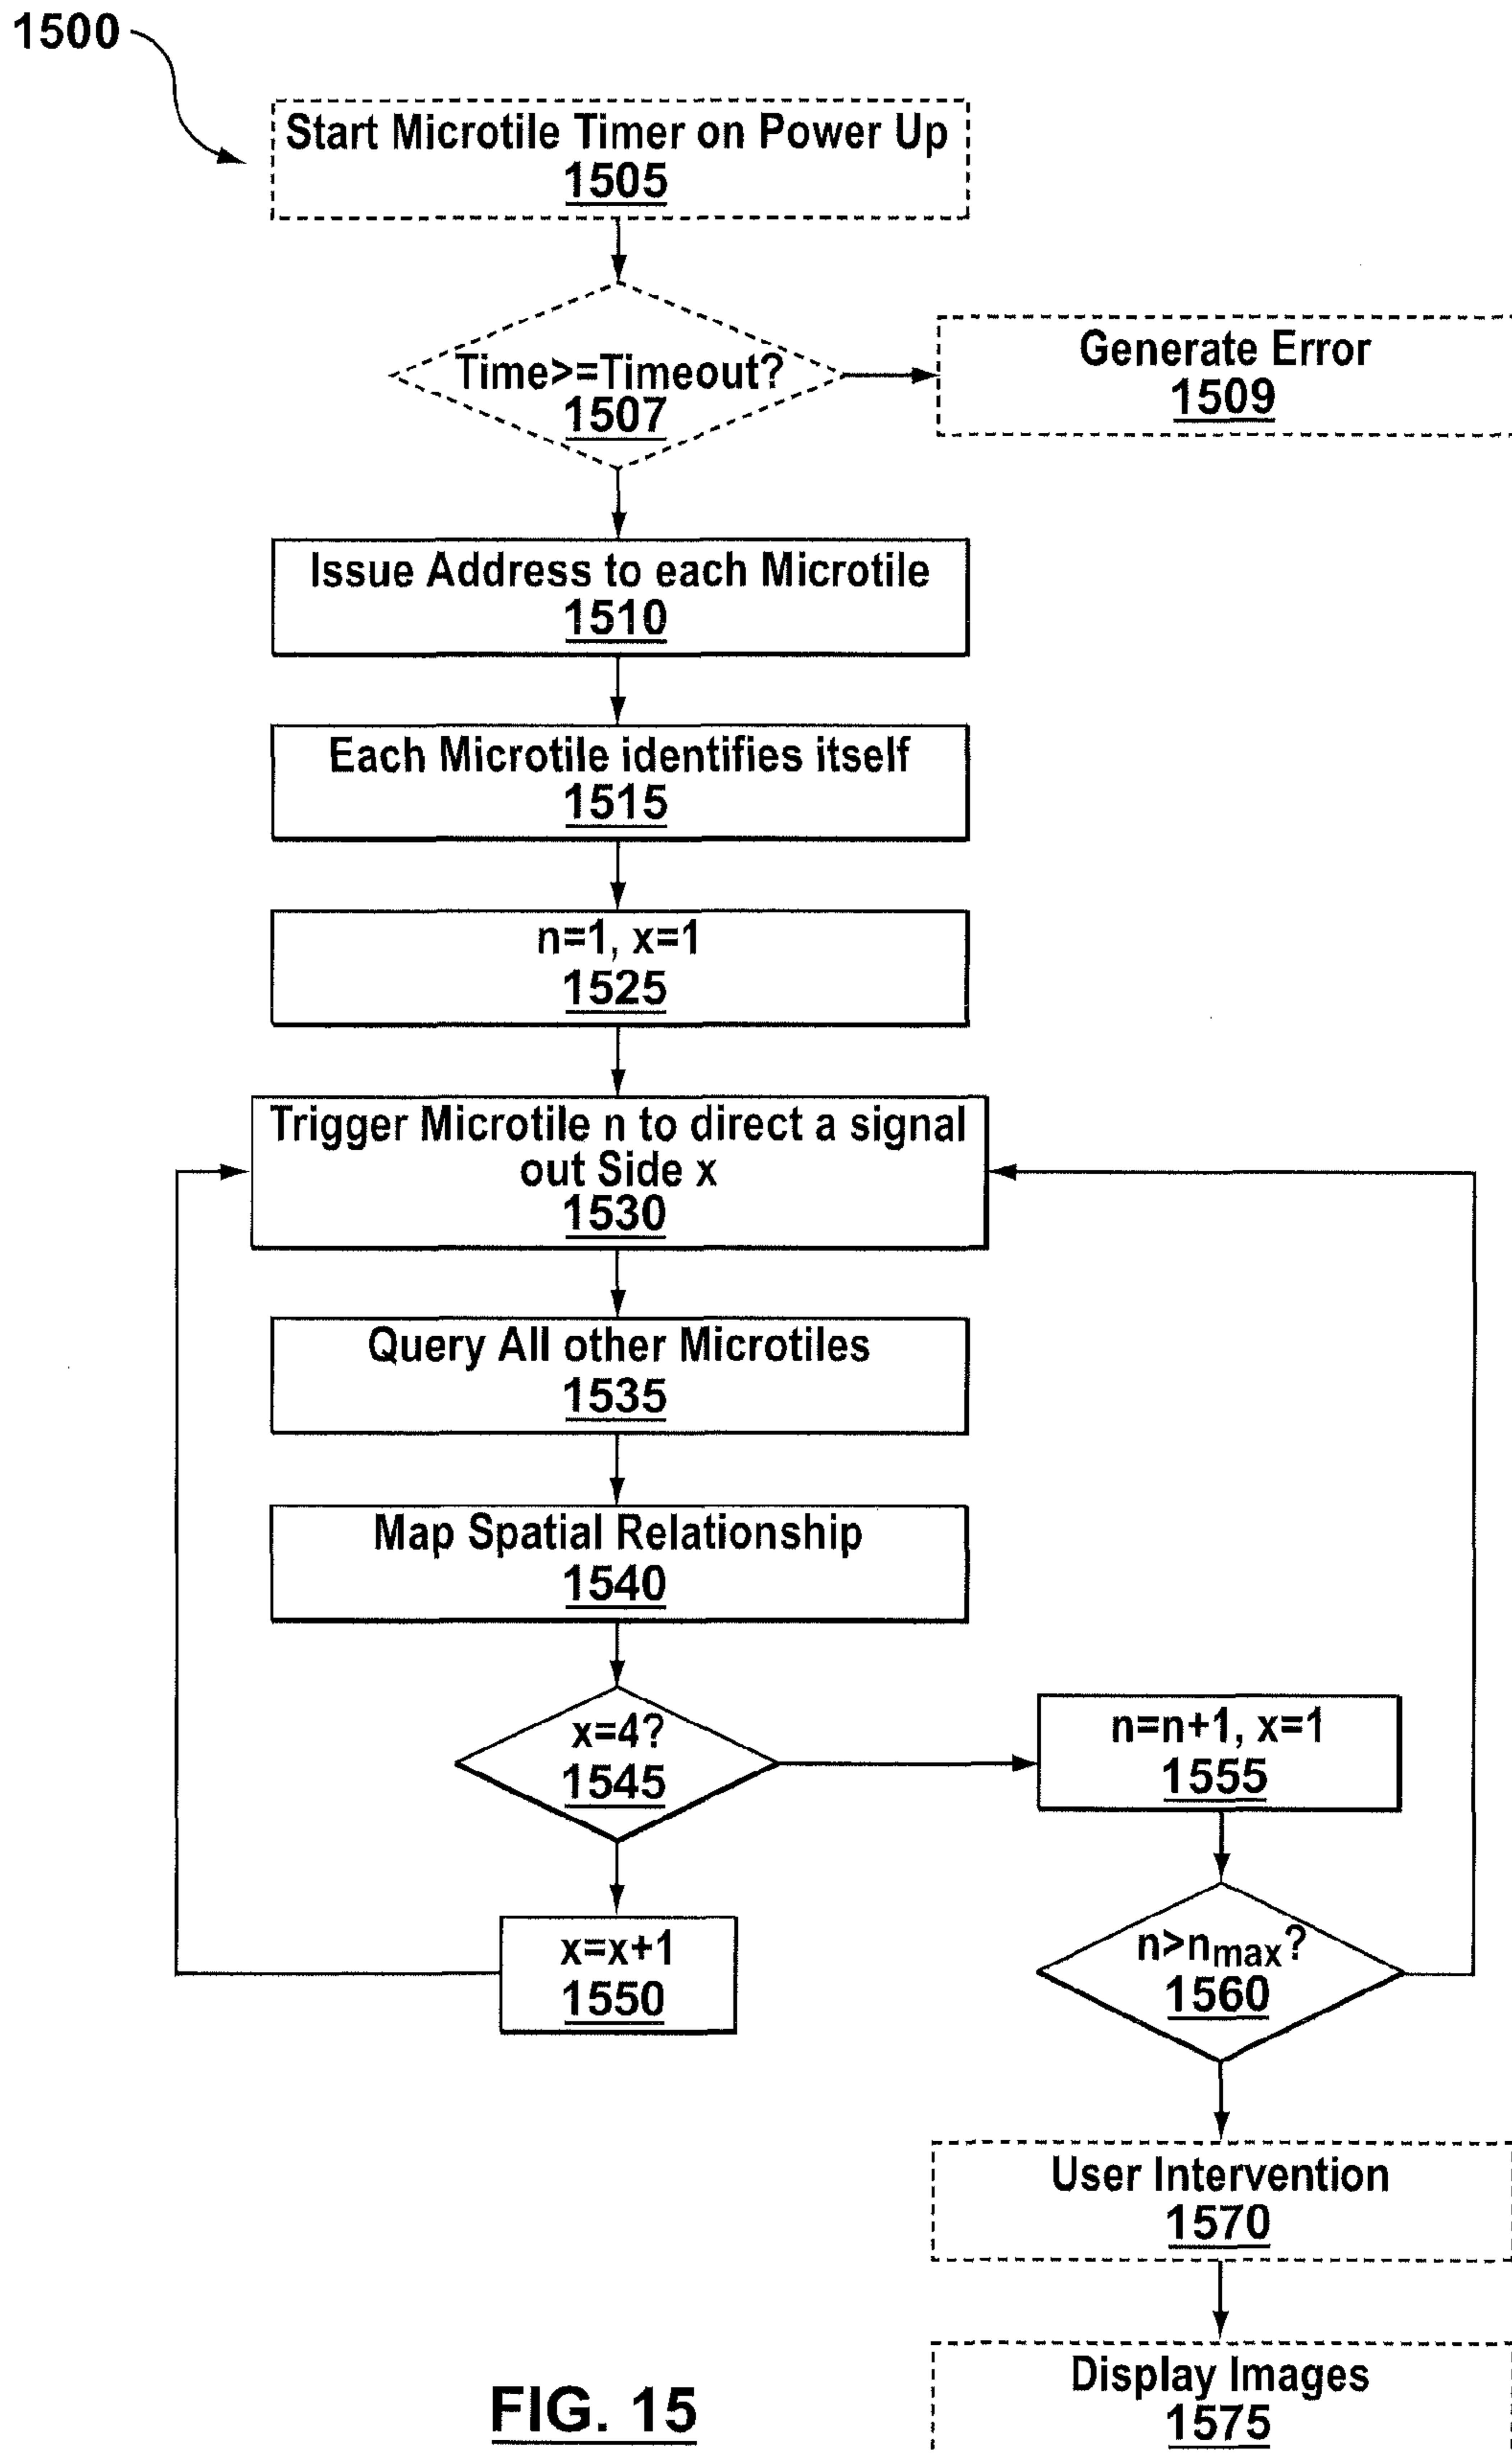 1500
Start Microtile Timer on Power Up
1505
Time>=Timeout?
1507
Generate Error
1509
Issue Address to each Microtile
1510
Each Microtile identifies itself
1515
n=1, x=1
1525
Trigger Microtile n to direct a signal
out Side x
1530
Query All other Microtiles
1535
Map Spatial Relationship
1540
x=4?
1545
n=n+1, x=1
1555
x=x+1
1550
n>nmax?
1560
User Intervention
1570
Display Images
1575
FIG. 15